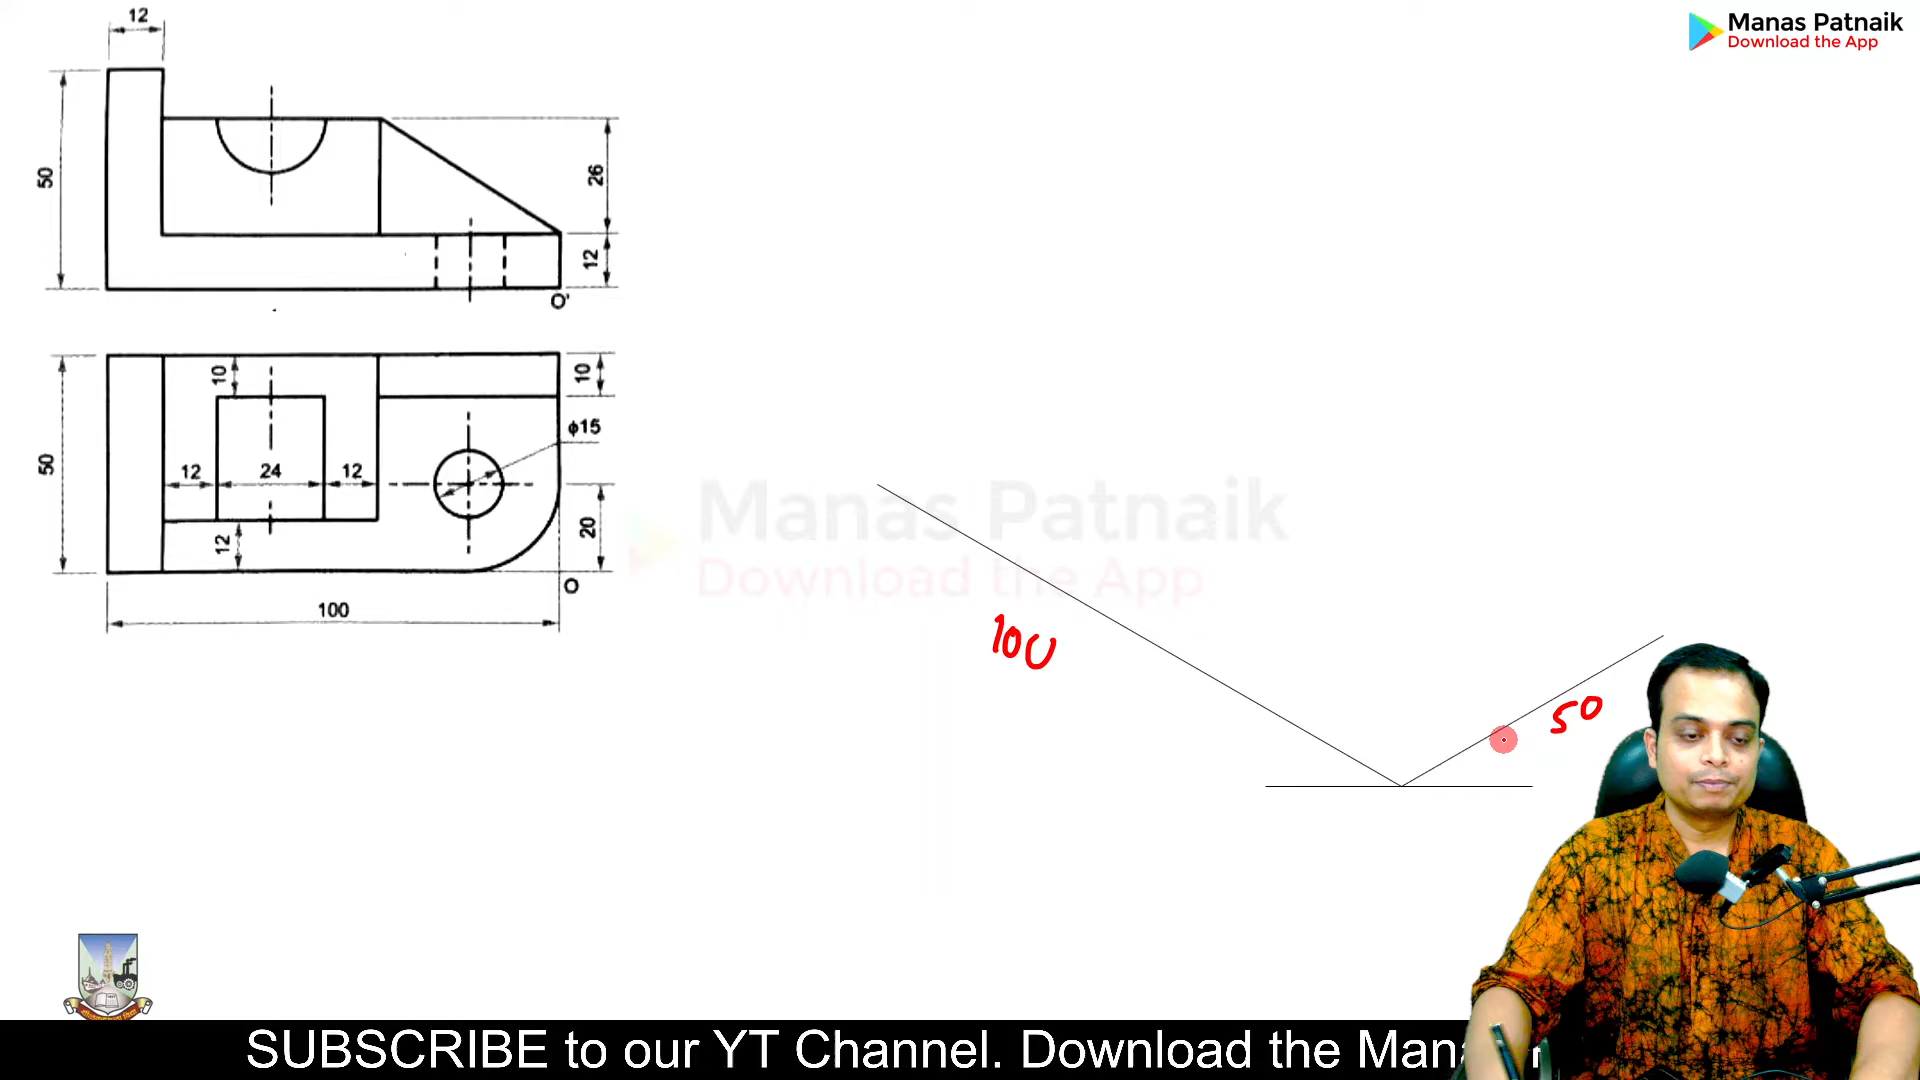 12
Manas Patnaik
Download the App
50
26
12
O'
10
10
ϕ15
50
12
24
12
20
12
O
100
Manas Patnaik
Download the App
100
50
SUBSCRIBE to our YT Channel. Download the Mana